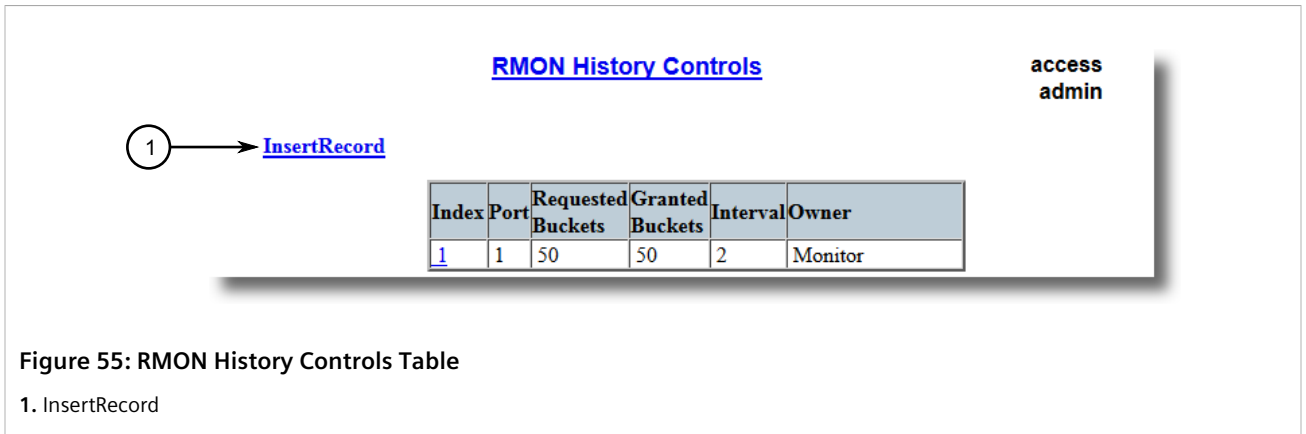 RMON History Controls
access
admin
1
InsertRecord
Index Port Requested Buckets Granted Buckets Interval Owner
1 1 50 50 2 Monitor
Figure 55: RMON History Controls Table
1. InsertRecord